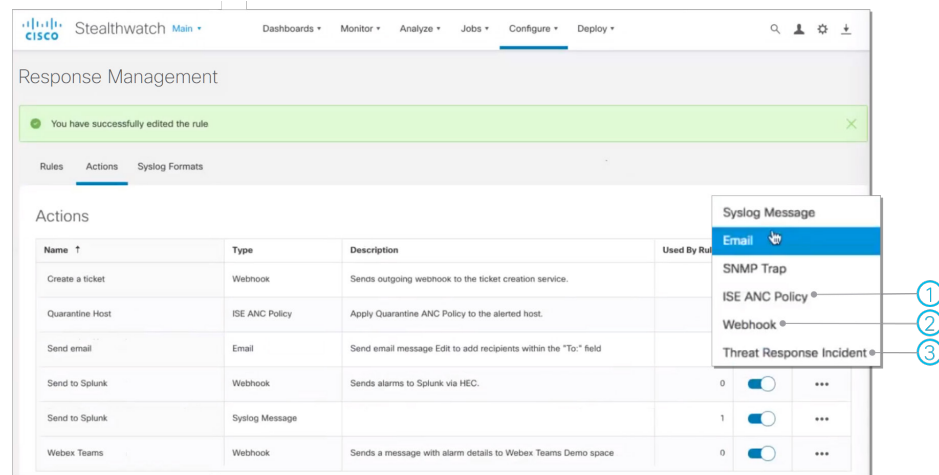 CISCO Stealthwatch Main Dashboards Monitor Analyze Jobs Configure Deploy
Response Management
You have successfully edited the rule
Rules Actions Syslog Formats
Actions
Name ↑ Type Description Used By Rul
Create a ticket Webhook Sends outgoing webhook to the ticket creation service.
Quarantine Host ISE ANC Policy Apply Quarantine ANC Policy to the alerted host.
Send email Email Send email message Edit to add recipients within the "To:" field
Send to Splunk Webhook Sends alarms to Splunk via HEC. 0
Send to Splunk Syslog Message 1
Webex Teams Webhook Sends a message with alarm details to Webex Teams Demo space 0
Syslog Message
Email
SNMP Trap
ISE ANC Policy 1
Webhook 2
Threat Response Incident 3